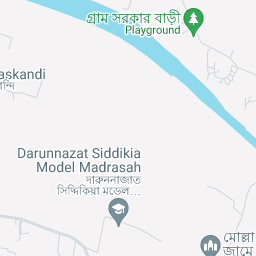 গ্রাম সরকার বাড়ী
Playground
askandi
ন্দি
Darunnazat Siddikia
Model Madrasah
দারুননাজাত
সিদ্দিকিয়া মডেল...
মোল্লা
জামে